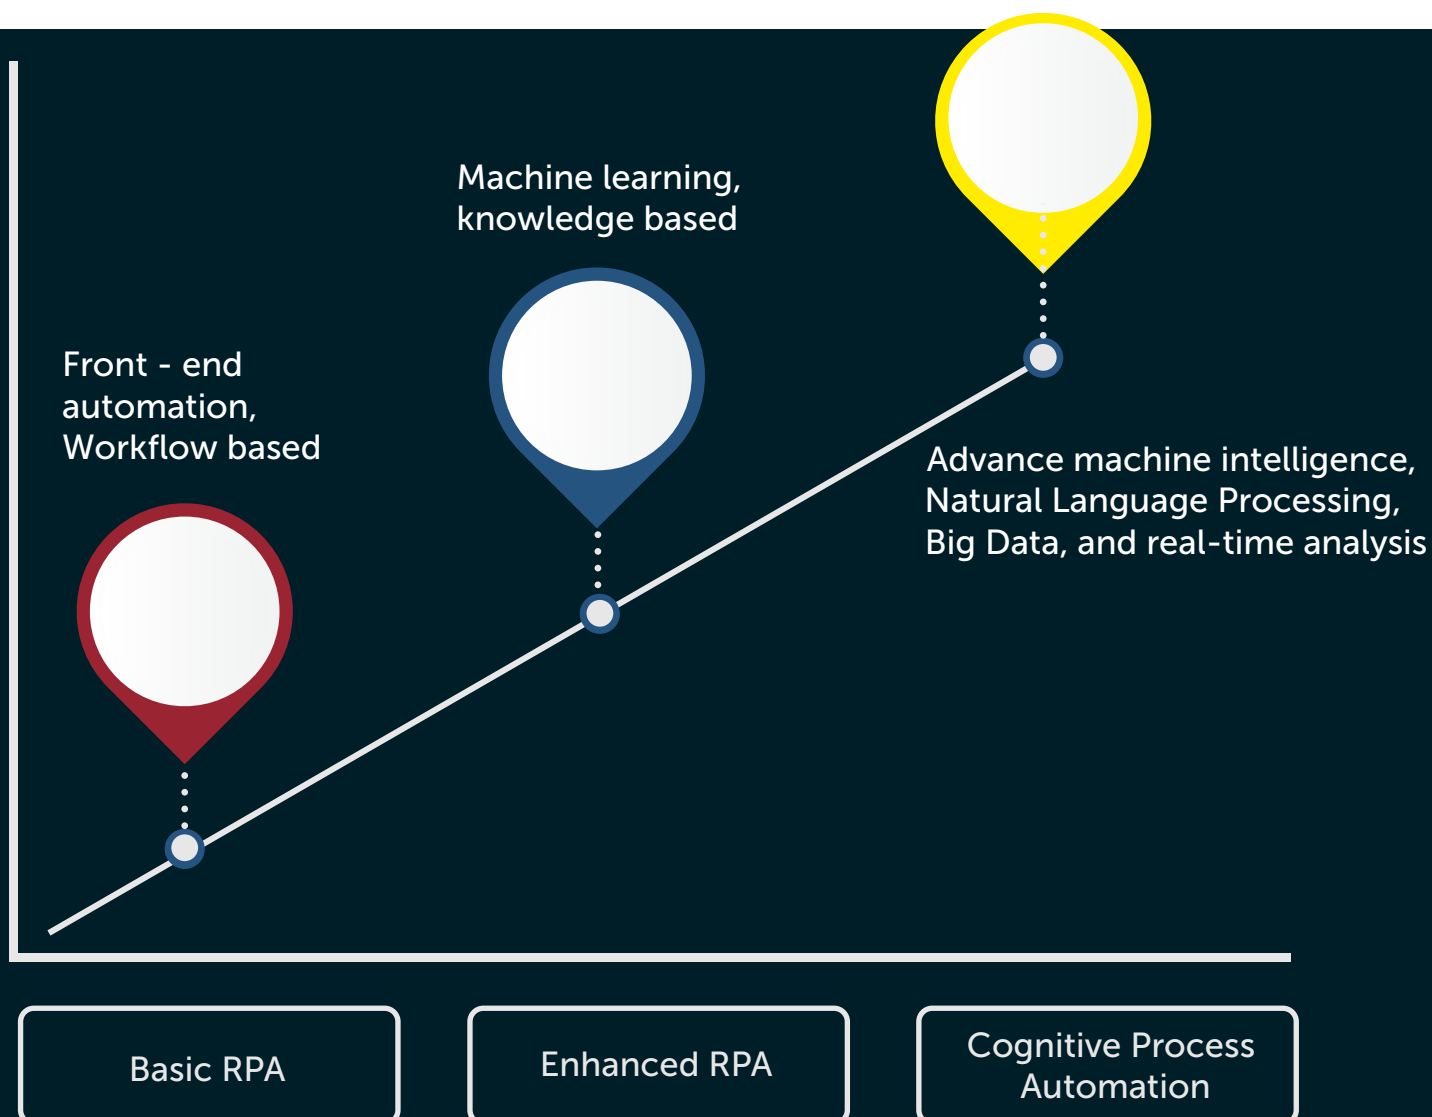 Machine learning,
knowledge based
Front - end
automation,
Workflow based
Advance machine intelligence,
Natural Language Processing,
Big Data, and real-time analysis
Basic RPA
Enhanced RPA
Cognitive Process
Automation